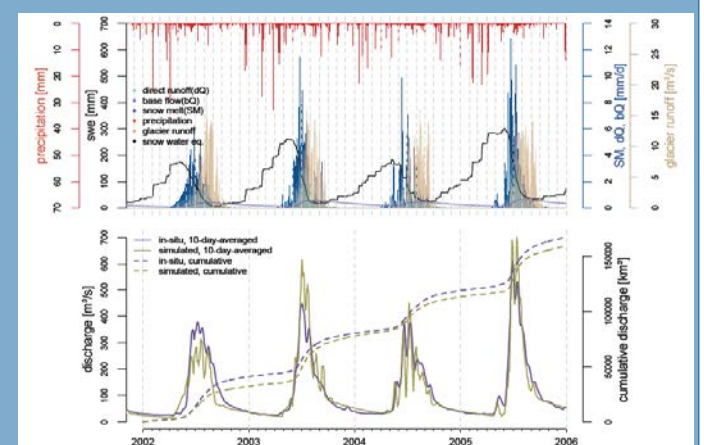 precipitation [mm]
0
10
20
30
40
50
60
70
swe [mm]
700
600
500
400
300
200
100
0
direct runoff(dQ)
base flow(bQ)
snow melt(SM)
precipitation
glacier runoff
snow water eq.
SM, dQ, bQ [mm/d]
14
12
10
8
6
4
2
0
glacier runoff [m³/s]
30
25
20
15
10
5
0
discharge [m³/s]
700
600
500
400
300
200
100
0
in-situ, 10-day-averaged
simulated, 10-day-averaged
in-situ, cumulative
simulated, cumulative
cumulative discharge [km³]
150000
100000
50000
0
2002 2003 2004 2005 2006